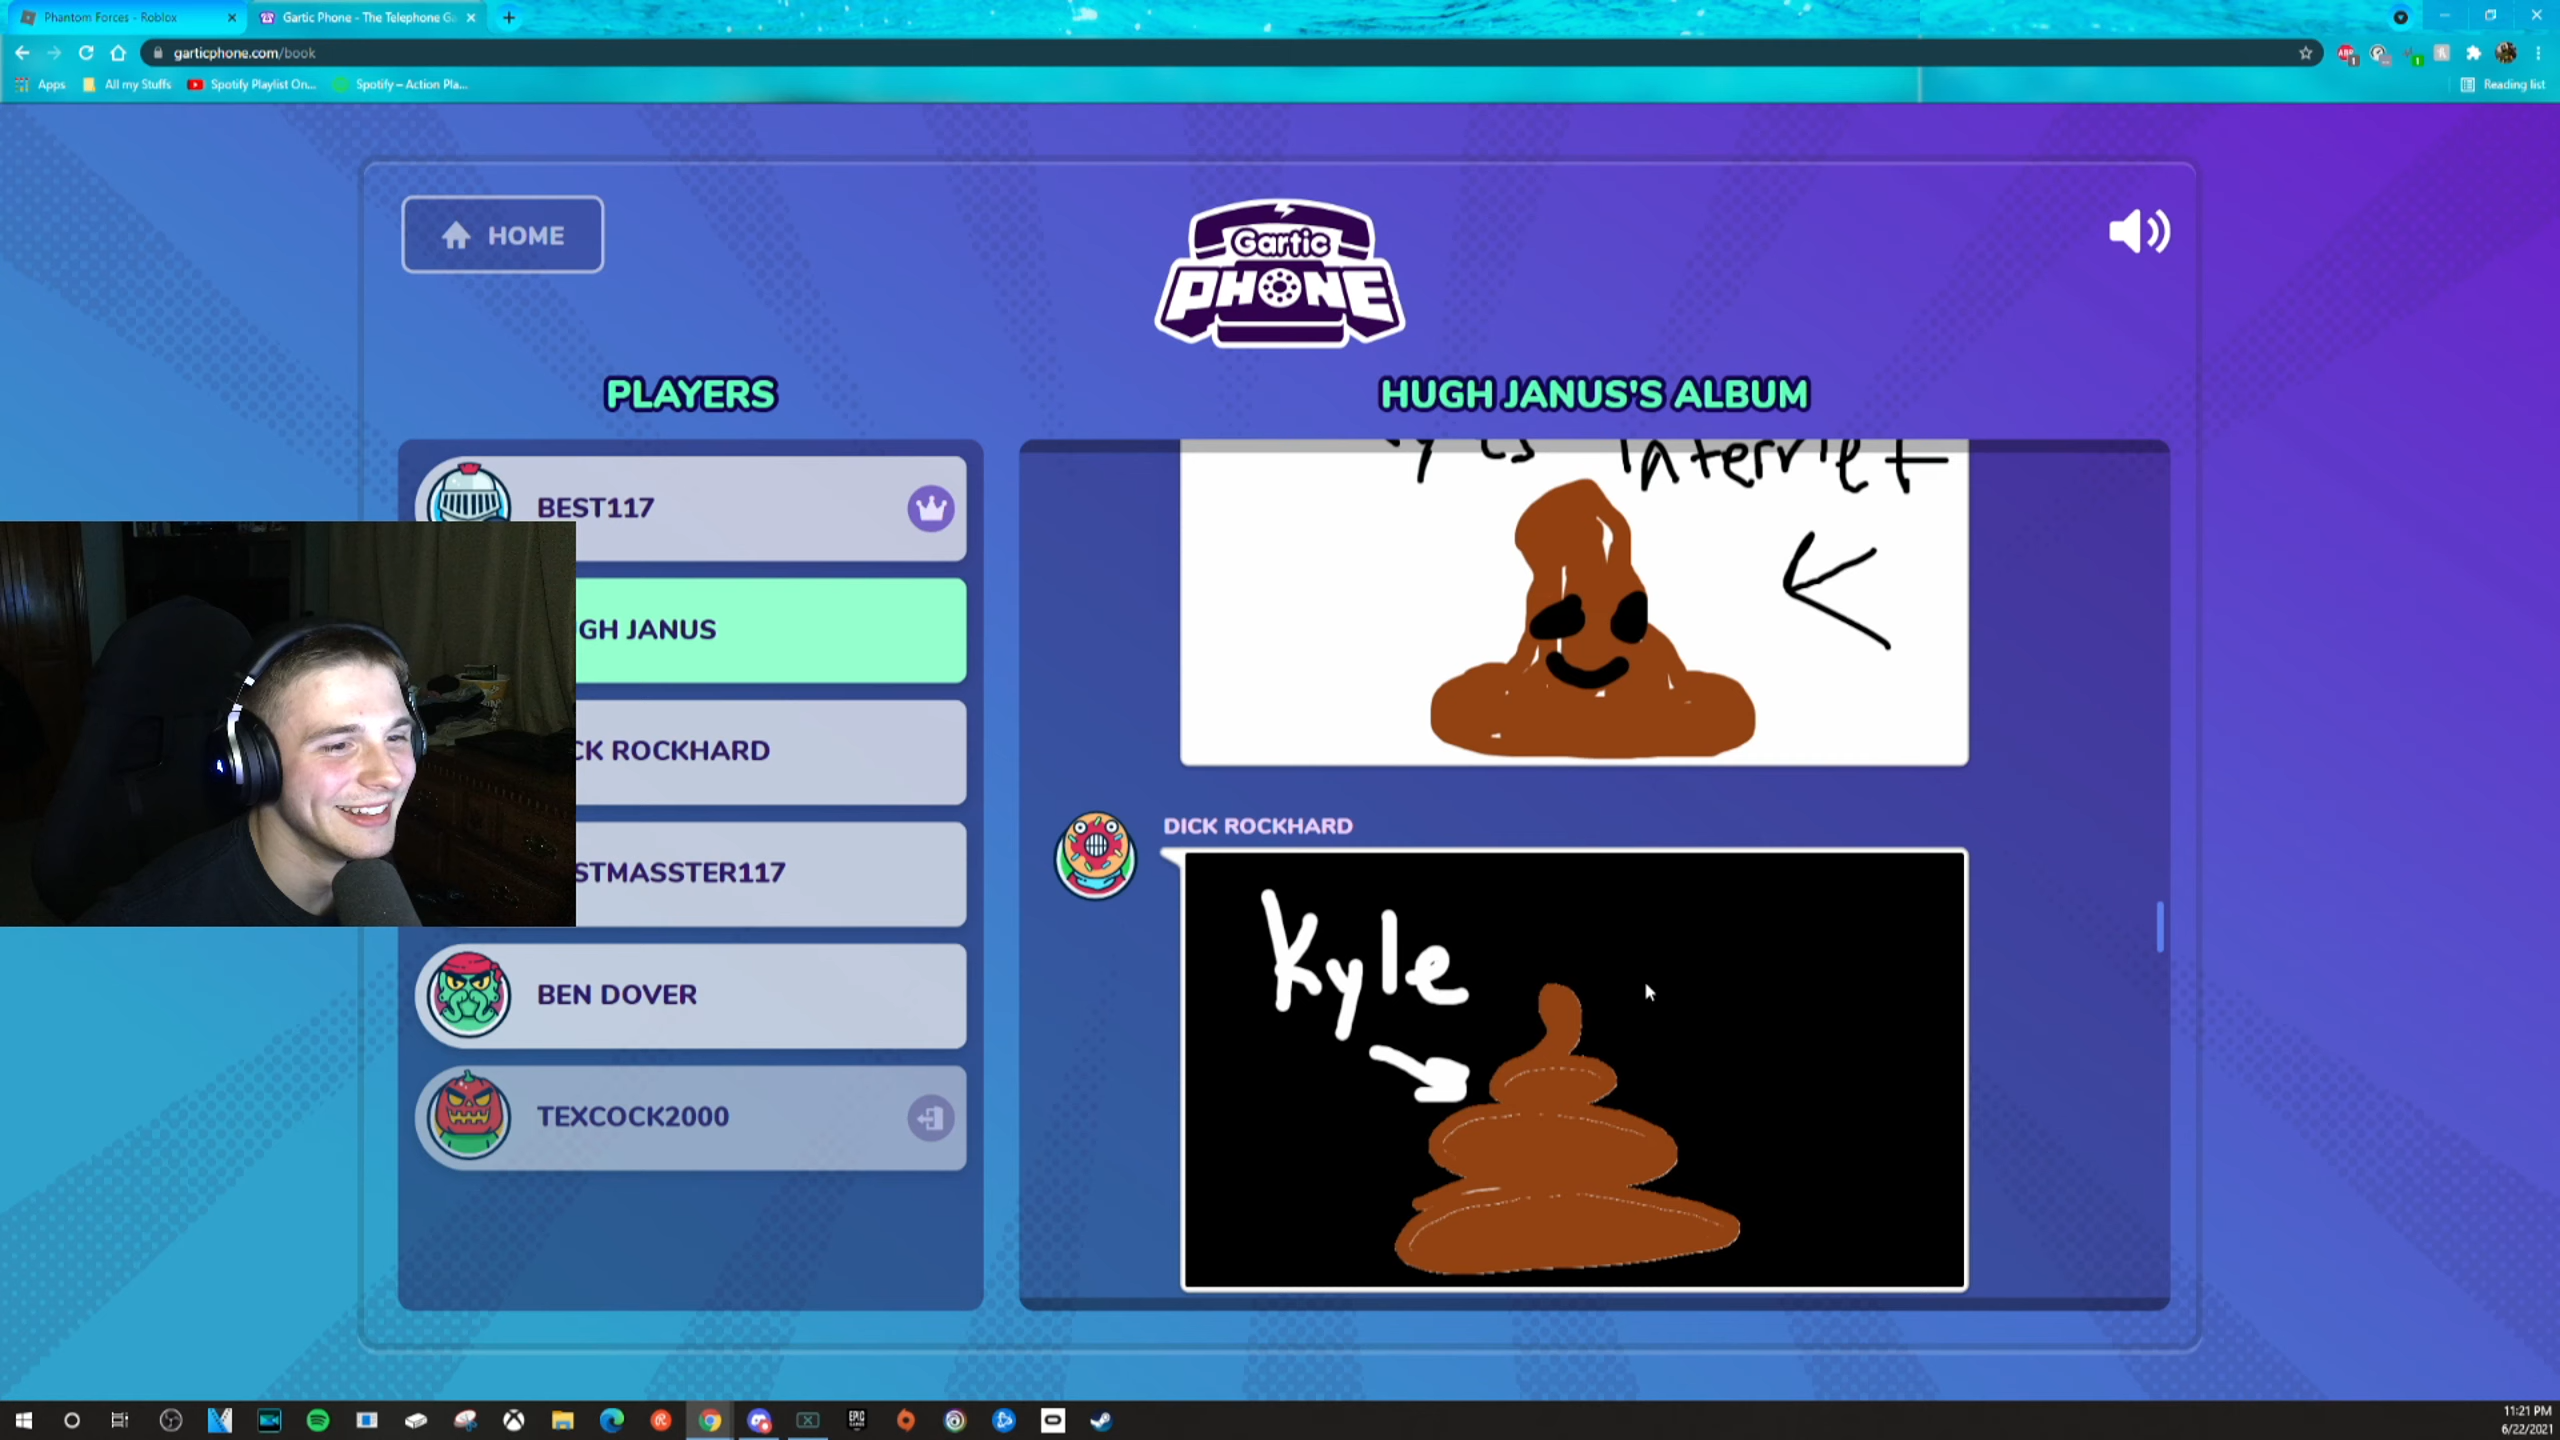 Phantom Forces - Roblox
Gartic Phone - The Telephone Ga
garticphone.com/book
Apps
All my Stuffs
Spotify Playlist On...
Spotify – Action Pla...
Reading list
HOME
Gartic
PHONE
PLAYERS
HUGH JANUS'S ALBUM
BEST117
GH JANUS
CK ROCKHARD
STMASSTER117
BEN DOVER
TEXCOCK2000
internet
DICK ROCKHARD
Kyle
11:21 PM
6/22/2021